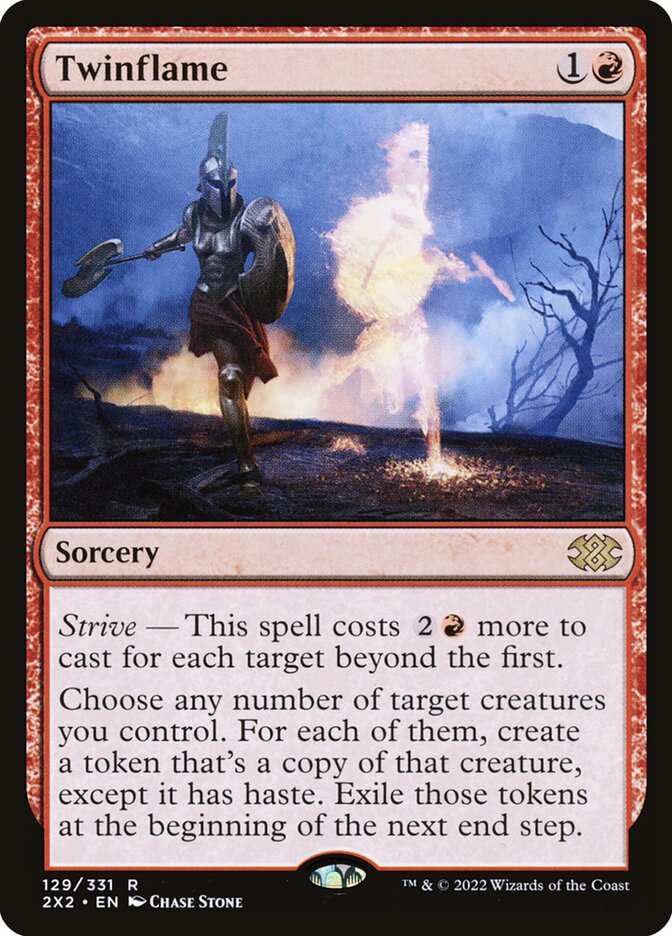 Twinflame 1
Sorcery
Strive — This spell costs 2 more to
cast for each target beyond the first.
Choose any number of target creatures
you control. For each of them, create
a token that's a copy of that creature,
except it has haste. Exile those tokens
at the beginning of the next end step.
129/331 R
2X2 • EN Chase Stone
™ & © 2022 Wizards of the Coast